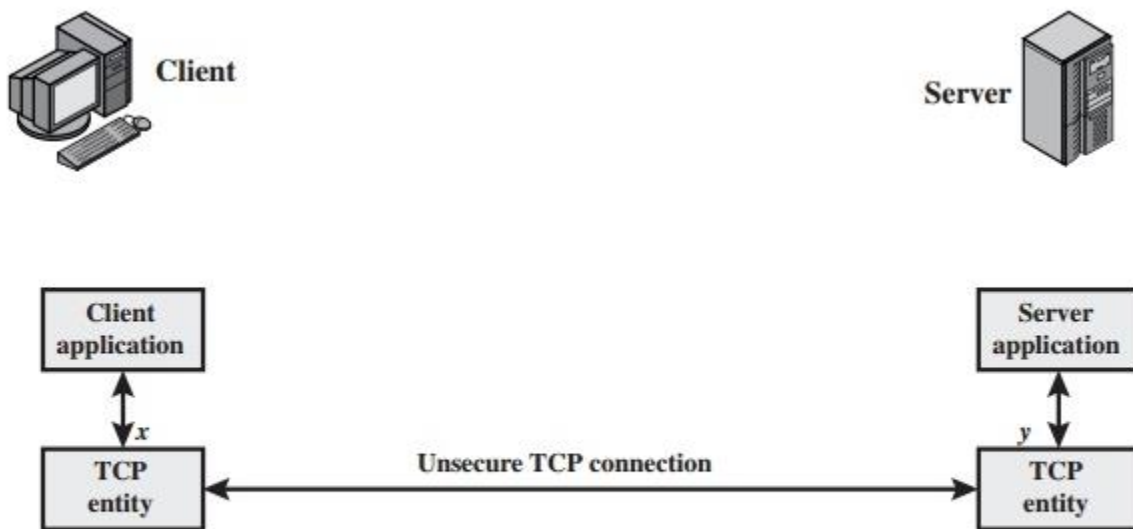 Client
Server
Client
application
Server
application
x
y
Unsecure TCP connection
TCP
entity
TCP
entity